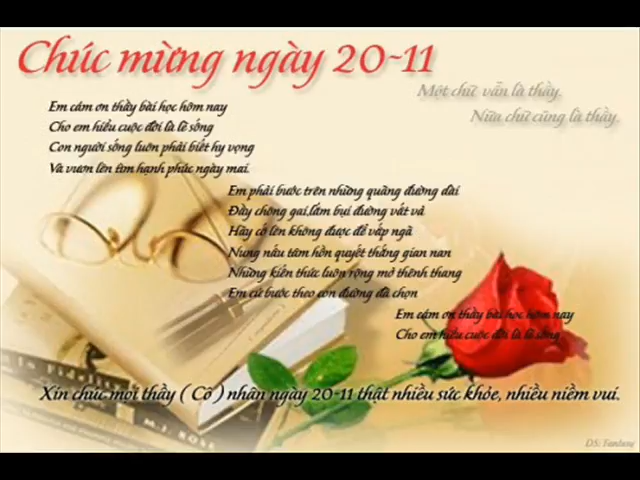 Chúc mừng ngày 20-11
Một chữ vẫn là thầy.
Nửa chữ cũng là thầy.
Em cám ơn thầy bài học hôm nay
Cho em hiểu cuộc đời là lẽ sống
Con người sống luôn phải biết hy vọng
Và vươn lên tìm hạnh phúc ngày mai.
Em phải bước trên những quãng đường dài
Đầy chông gai,lắm bụi đường vất vả
Hãy cố lên không được để vấp ngã
Nung nấu tâm hồn quyết thắng gian nan
Những kiến thức luôn rộng mở thênh thang
Em cứ bước theo con đường đã chọn
Em cám ơn thầy bài học hôm nay
Cho em hiểu cuộc đời là lẽ sống
Xin chúc mọi thầy ( Cô ) nhân ngày 20-11 thật nhiều sức khỏe, nhiều niềm vui.
M.J. ROSE
DS: Fantasy